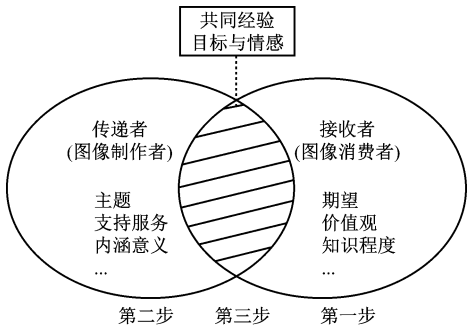 共同经验
目标与情感
传递者
(图像制作者)
主题
支持服务
内涵意义
...
接收者
(图像消费者)
期望
价值观
知识程度
...
第二步
第三步
第一步